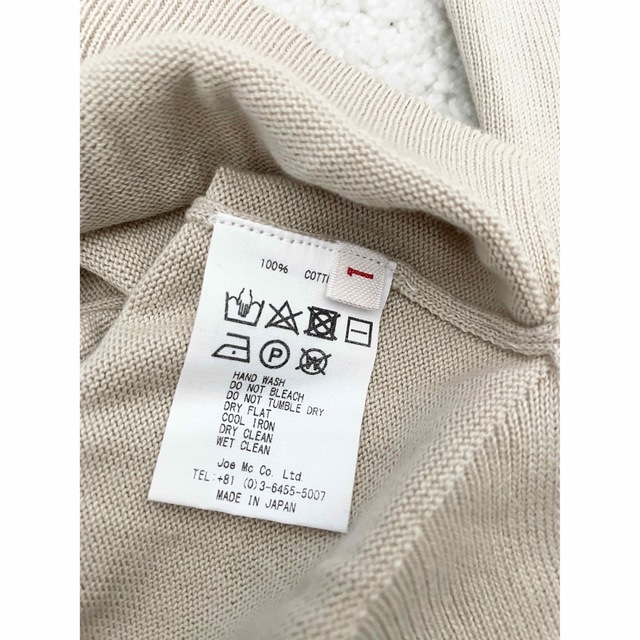 100% 
1
P
W
HAND WASH
DO NOT BLEACH
DO NOT TUMBLE DRY
DRY FLAT
COOL IRON
DRY CLEAN
WET CLEAN
Joe Mc Co. Ltd.
TEL:+81 (0)3-6455-5007
MADE IN JAPAN